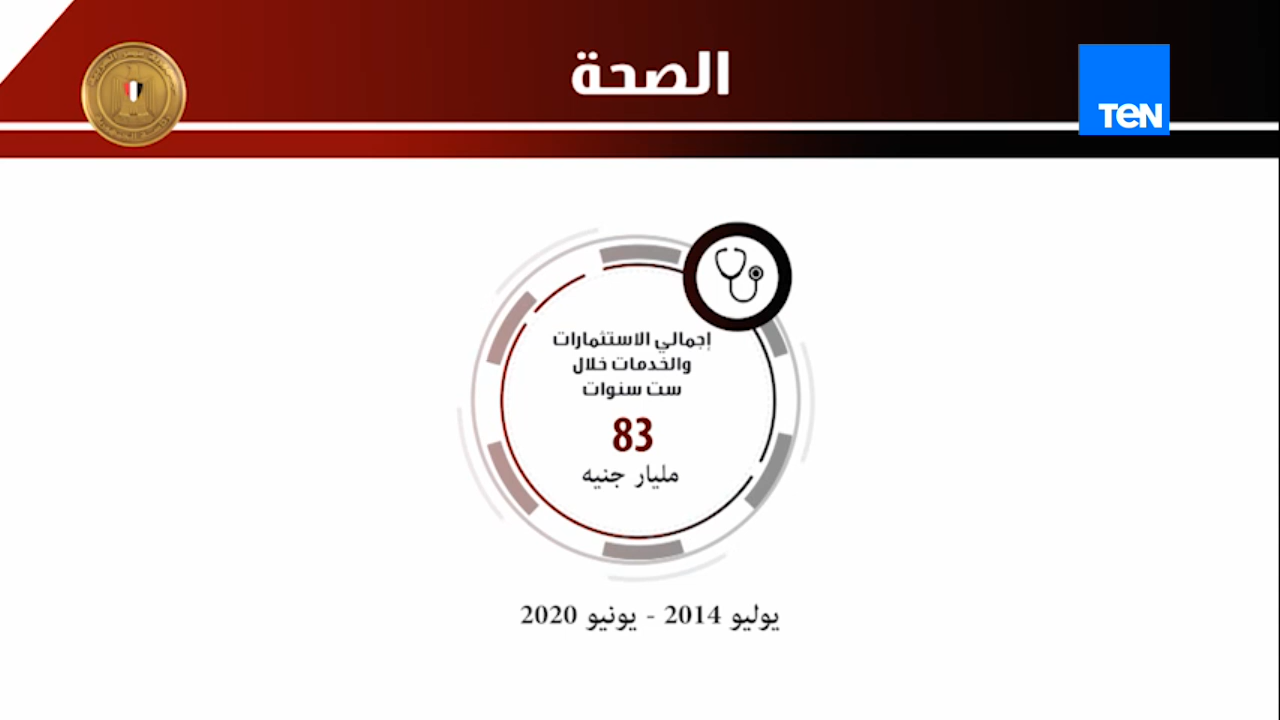 الصحة
TEN
إجمالي الاستثمارات
والخدمات خلال
ست سنوات
83
مليار جنيه
يوليو 2014 - يونيو 2020